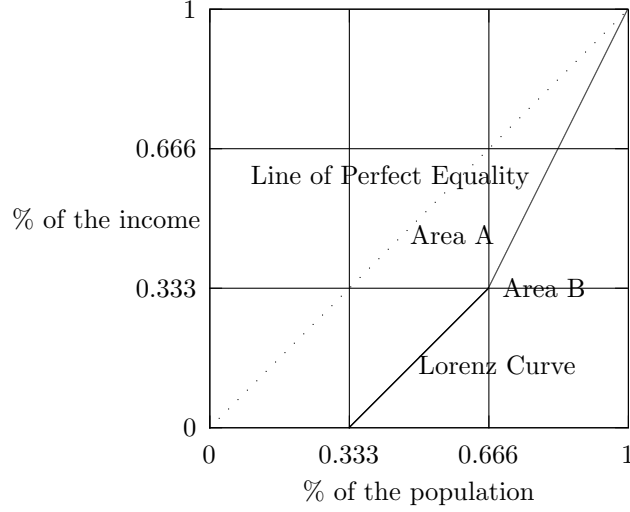 1
0.666
Line of Perfect Equality
% of the income
Area A
0.333
Area B
Lorenz Curve
0
0 0.333 0.666 1
% of the population